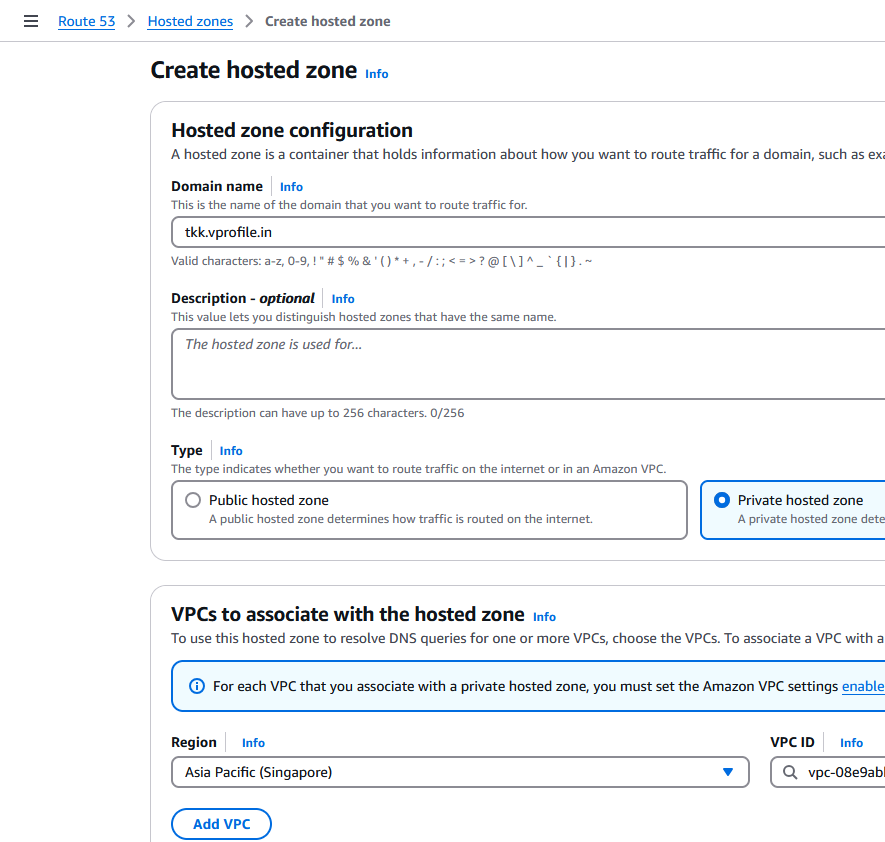 Route 53 > Hosted zones > Create hosted zone
Create hosted zone Info
Hosted zone configuration
A hosted zone is a container that holds information about how you want to route traffic for a domain, such as exa
Domain name Info
This is the name of the domain that you want to route traffic for.
tkk.vprofile.in
Valid characters: a-z, 0-9, ! " # $ % & ' ( ) * + , - / : ; < = > ? @ [ \ ] ^ _ ` { | } . ~
Description - optional Info
This value lets you distinguish hosted zones that have the same name.
The hosted zone is used for...
The description can have up to 256 characters. 0/256
Type Info
The type indicates whether you want to route traffic on the internet or in an Amazon VPC.
Public hosted zone
A public hosted zone determines how traffic is routed on the internet.
Private hosted zone
A private hosted zone dete
VPCs to associate with the hosted zone Info
To use this hosted zone to resolve DNS queries for one or more VPCs, choose the VPCs. To associate a VPC with a
For each VPC that you associate with a private hosted zone, you must set the Amazon VPC settings enable
Region Info
Asia Pacific (Singapore)
VPC ID Info
vpc-08e9abl
Add VPC